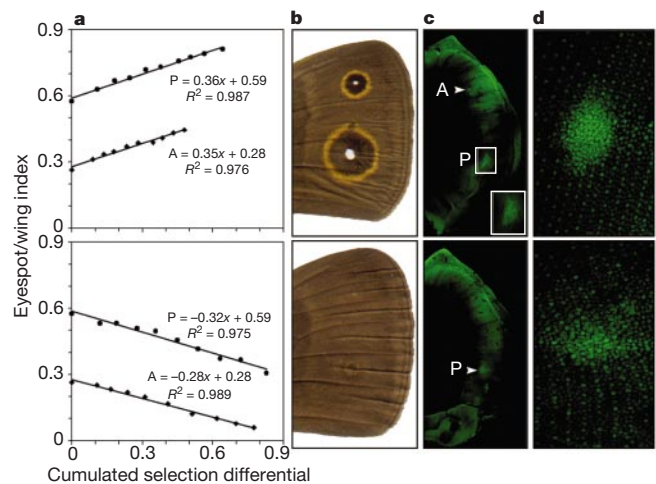 a
b
c
d
Eyespot/wing index
0.9
0.6
0.3
0
P = 0.36x + 0.59
R² = 0.987
A = 0.35x + 0.28
R² = 0.976
A
P
0.9
0.6
0.3
0
P = –0.32x + 0.59
R² = 0.975
A = –0.28x + 0.28
R² = 0.989
P
0 0.3 0.6 0.9
Cumulated selection differential